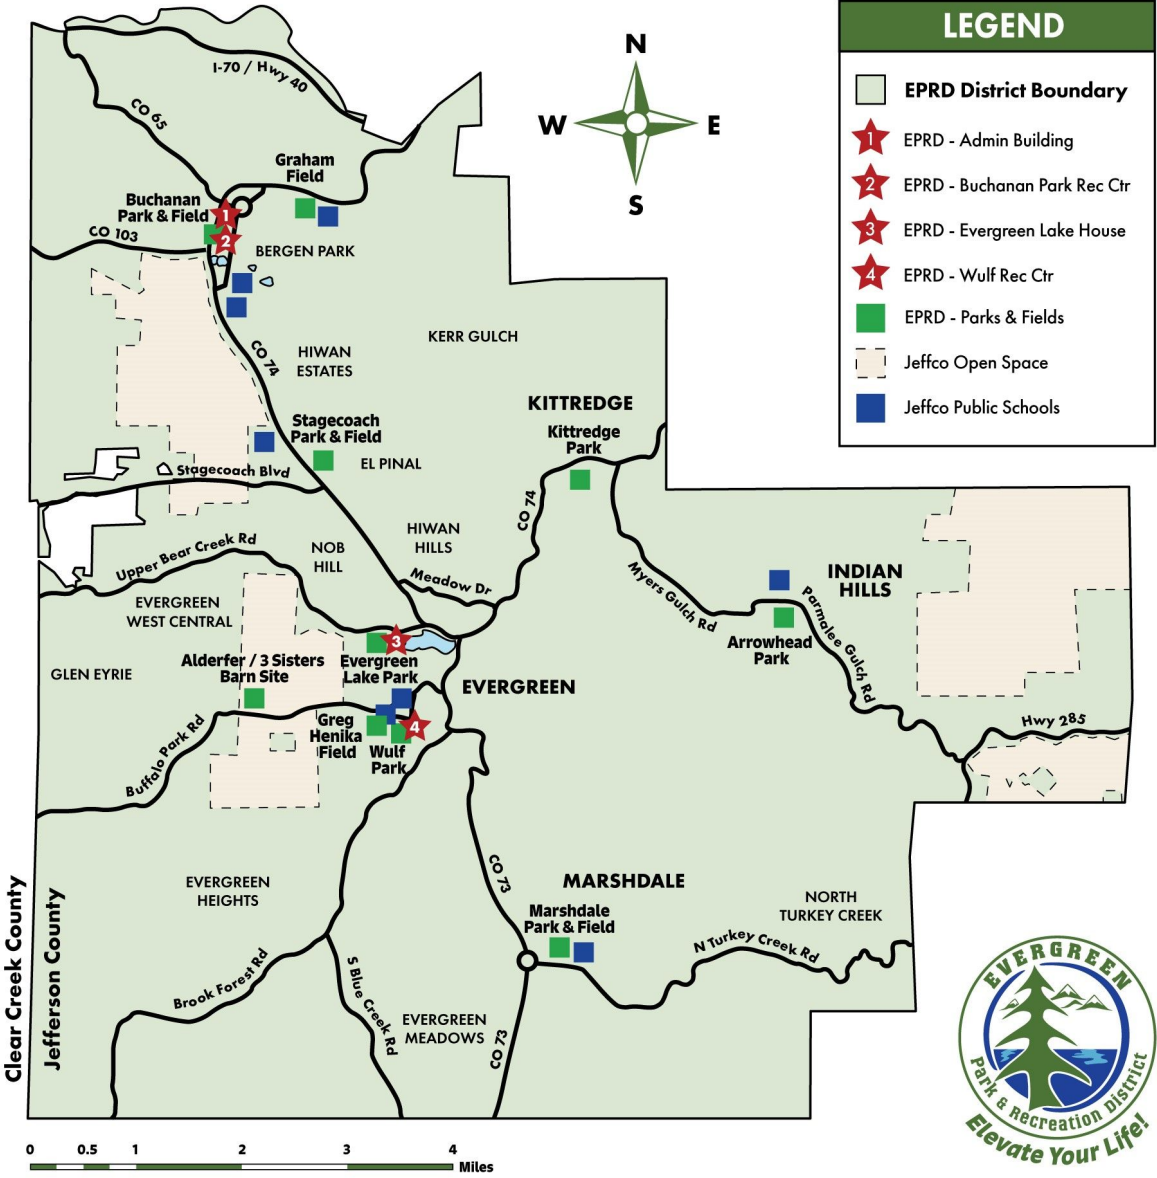 LEGEND
EPRD District Boundary
1
EPRD - Admin Building
2
EPRD - Buchanan Park Rec Ctr
3
EPRD - Evergreen Lake House
4
EPRD - Wulf Rec Ctr
EPRD - Parks & Fields
Jeffco Open Space
Jeffco Public Schools
N
W
E
S
I-70 / Hwy 40
CO 65
Graham
Field
Buchanan
Park & Field
1
2
CO 103
BERGEN PARK
KERR GULCH
CO 74
HIWAN
ESTATES
KITTREDGE
Kittredge
Park
Stagecoach
Park & Field
EL PINAL
Stagecoach Blvd
CO 74
HIWAN
HILLS
NOB
HILL
Upper Bear Creek Rd
Meadow Dr
Myers Gulch Rd
INDIAN
HILLS
Parmalee Gulch Rd
Arrowhead
Park
EVERGREEN
WEST CENTRAL
3
GLEN EYRIE
Alderfer / 3 Sisters
Barn Site
Evergreen
Lake Park
EVERGREEN
Greg
Henika
Field
4
Wulf
Park
Buffalo Park Rd
Hwy 285
CO 73
EVERGREEN
HEIGHTS
MARSHDALE
Marshdale
Park & Field
NORTH
TURKEY CREEK
N Turkey Creek Rd
Brook Forest Rd
S Blue Creek Rd
EVERGREEN
MEADOWS
CO 73
Clear Creek County
Jefferson County
EVERGREEN
Park & Recreation District
Elevate Your Life!
0 0.5 1 2 3 4
Miles